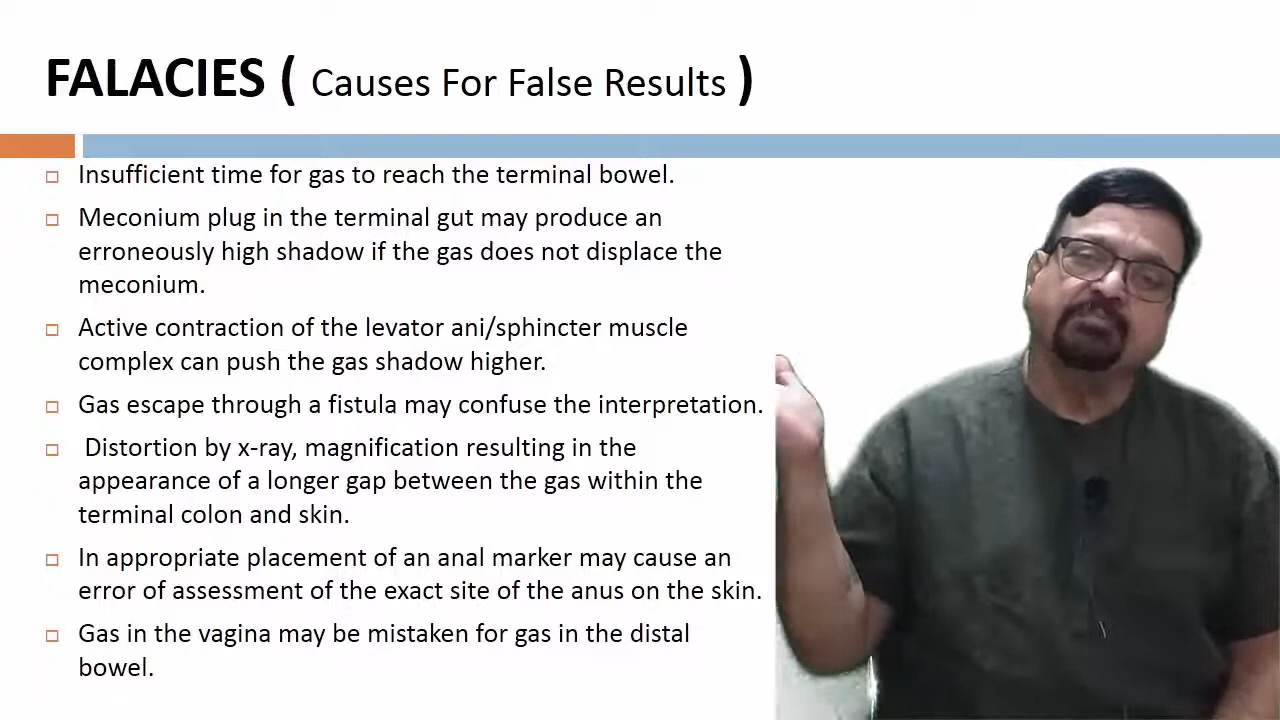 FALACIES ( Causes For False Results )
Insufficient time for gas to reach the terminal bowel.
Meconium plug in the terminal gut may produce an
erroneously high shadow if the gas does not displace the
meconium.
Active contraction of the levator ani/sphincter muscle
complex can push the gas shadow higher.
Gas escape through a fistula may confuse the interpretation.
Distortion by x-ray, magnification resulting in the
appearance of a longer gap between the gas within the
terminal colon and skin.
In appropriate placement of an anal marker may cause an
error of assessment of the exact site of the anus on the skin.
Gas in the vagina may be mistaken for gas in the distal
bowel.